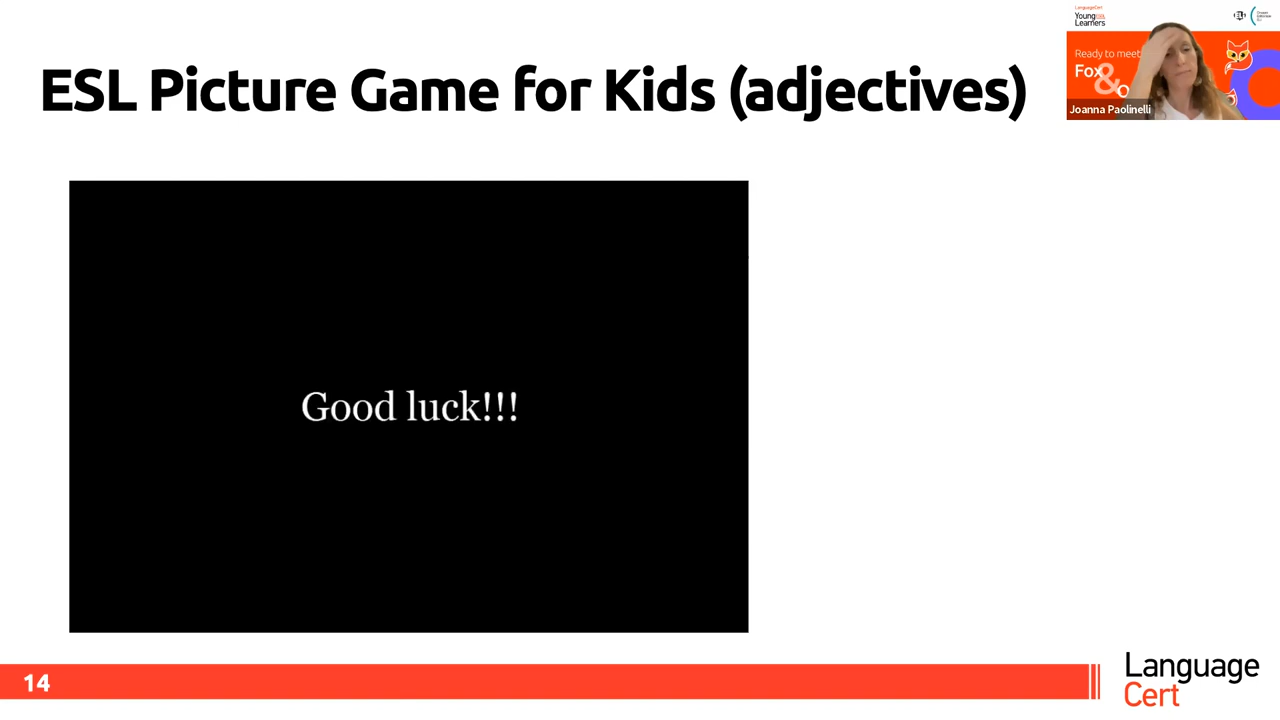 ESL Picture Game for Kids (adjectives)
LanguageCert
Young
Learners
Ready to meet
Fox
&
Joanna Paolinelli
Good luck!!!
14
Language
Cert